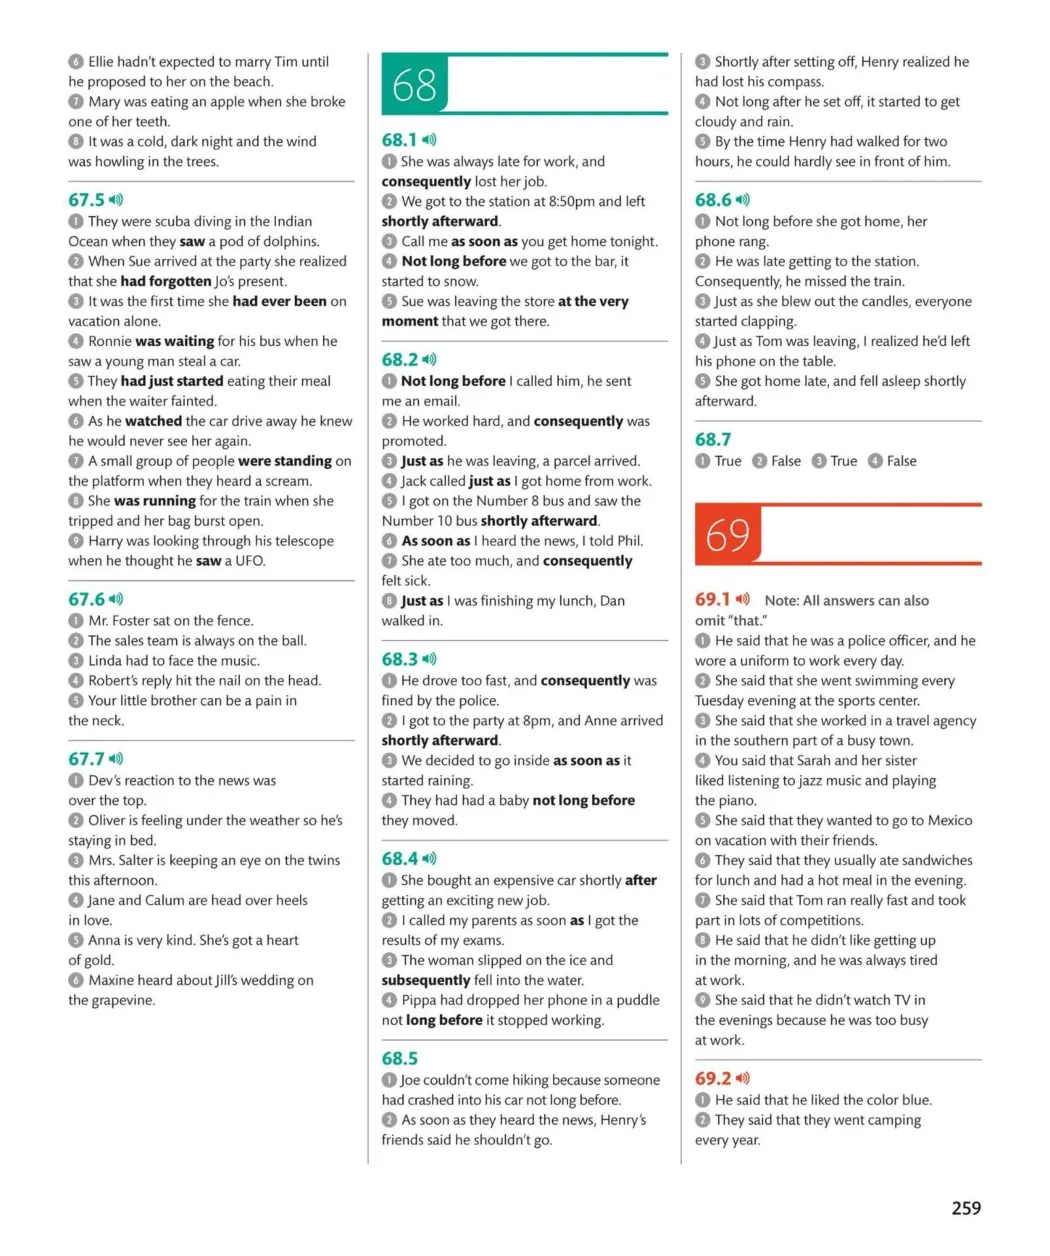 6 Ellie hadn't expected to marry Tim until
he proposed to her on the beach.
7 Mary was eating an apple when she broke
one of her teeth.
8 It was a cold, dark night and the wind
was howling in the trees.
67.5
1 They were scuba diving in the Indian
Ocean when they saw a pod of dolphins.
2 When Sue arrived at the party she realized
that she had forgotten Jo's present.
3 It was the first time she had ever been on
vacation alone.
4 Ronnie was waiting for his bus when he
saw a young man steal a car.
5 They had just started eating their meal
when the waiter fainted.
6 As he watched the car drive away he knew
he would never see her again.
7 A small group of people were standing on
the platform when they heard a scream.
8 She was running for the train when she
tripped and her bag burst open.
9 Harry was looking through his telescope
when he thought he saw a UFO.
67.6
1 Mr. Foster sat on the fence.
2 The sales team is always on the ball.
3 Linda had to face the music.
4 Robert's reply hit the nail on the head.
5 Your little brother can be a pain in
the neck.
67.7
1 Dev's reaction to the news was
over the top.
2 Oliver is feeling under the weather so he's
staying in bed.
3 Mrs. Salter is keeping an eye on the twins
this afternoon.
4 Jane and Calum are head over heels
in love.
5 Anna is very kind. She's got a heart
of gold.
6 Maxine heard about Jill's wedding on
the grapevine.
68
68.1
1 She was always late for work, and
consequently lost her job.
2 We got to the station at 8:50pm and left
shortly afterward.
3 Call me as soon as you get home tonight.
4 Not long before we got to the bar, it
started to snow.
5 Sue was leaving the store at the very
moment that we got there.
68.2
1 Not long before I called him, he sent
me an email.
2 He worked hard, and consequently was
promoted.
3 Just as he was leaving, a parcel arrived.
4 Jack called just as I got home from work.
5 I got on the Number 8 bus and saw the
Number 10 bus shortly afterward.
6 As soon as I heard the news, I told Phil.
7 She ate too much, and consequently
felt sick.
8 Just as I was finishing my lunch, Dan
walked in.
68.3
1 He drove too fast, and consequently was
fined by the police.
2 I got to the party at 8pm, and Anne arrived
shortly afterward.
3 We decided to go inside as soon as it
started raining.
4 They had had a baby not long before
they moved.
68.4
1 She bought an expensive car shortly after
getting an exciting new job.
2 I called my parents as soon as I got the
results of my exams.
3 The woman slipped on the ice and
subsequently fell into the water.
4 Pippa had dropped her phone in a puddle
not long before it stopped working.
68.5
1 Joe couldn't come hiking because someone
had crashed into his car not long before.
2 As soon as they heard the news, Henry's
friends said he shouldn't go.
3 Shortly after setting off, Henry realized he
had lost his compass.
4 Not long after he set off, it started to get
cloudy and rain.
5 By the time Henry had walked for two
hours, he could hardly see in front of him.
68.6
1 Not long before she got home, her
phone rang.
2 He was late getting to the station.
Consequently, he missed the train.
3 Just as she blew out the candles, everyone
started clapping.
4 Just as Tom was leaving, I realized he'd left
his phone on the table.
5 She got home late, and fell asleep shortly
afterward.
68.7
1 True 2 False 3 True 4 False
69
69.1 Note: All answers can also
omit "that."
1 He said that he was a police officer, and he
wore a uniform to work every day.
2 She said that she went swimming every
Tuesday evening at the sports center.
3 She said that she worked in a travel agency
in the southern part of a busy town.
4 You said that Sarah and her sister
liked listening to jazz music and playing
the piano.
5 She said that they wanted to go to Mexico
on vacation with their friends.
6 They said that they usually ate sandwiches
for lunch and had a hot meal in the evening.
7 She said that Tom ran really fast and took
part in lots of competitions.
8 He said that he didn't like getting up
in the morning, and he was always tired
at work.
9 She said that he didn't watch TV in
the evenings because he was too busy
at work.
69.2
1 He said that he liked the color blue.
2 They said that they went camping
every year.
259